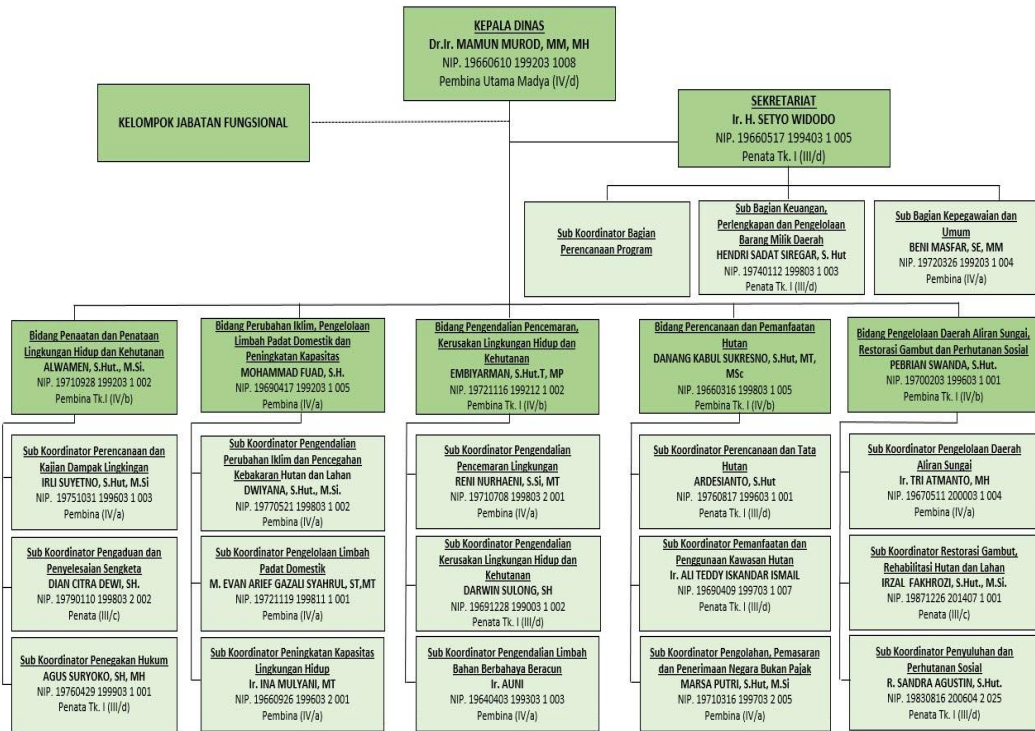 KEPALA DINAS
Dr.Ir. MAMUN MUROD, MM, MH
NIP. 19660610 199203 1008
Pembina Utama Madya (IV/d)
KELOMPOK JABATAN FUNGSIONAL
SEKRETARIAT
Ir. H. SETYO WIDODO
NIP. 19660517 199403 1 005
Penata Tk. I (III/d)
Sub Koordinator Bagian
Perencanaan Program
Sub Bagian Keuangan,
Perlengkapan dan Pengelolaan
Barang Milik Daerah
HENDRI SADAT SIREGAR, S. Hut
NIP. 19740112 199803 1 003
Penata Tk. I (III/d)
Sub Bagian Kepegawaian dan
Umum
BENI MASFAR, SE, MM
NIP. 19720326 199203 1 004
Pembina (IV/a)
Bidang Penaatan dan Penataan
Lingkungan Hidup dan Kehutanan
ALWAMEN, S.Hut., M.Si.
NIP. 19710928 199203 1 002
Pembina Tk.I (IV/b)
Sub Koordinator Perencanaan dan
Kajian Dampak Lingkingan
IRLI SUYETNO, S.Hut, M.Si
NIP. 19751031 199603 1 003
Pembina (IV/a)
Sub Koordinator Pengaduan dan
Penyelesaian Sengketa
DIAN CITRA DEWI, SH.
NIP. 19790110 199803 2 002
Penata (III/c)
Sub Koordinator Penegakan Hukum
AGUS SURYOKO, SH, MH
NIP. 19760429 199903 1 001
Penata Tk. I (III/d)
Bidang Perubahan Iklim, Pengelolaan
Limbah Padat Domestik dan
Peningkatan Kapasitas
MOHAMMAD FUAD, S.H.
NIP. 19690417 199203 1 005
Pembina (IV/a)
Sub Koordinator Pengendalian
Perubahan Iklim dan Pencegahan
Kebakaran Hutan dan Lahan
DWIYANA, S.Hut., M.Si.
NIP. 19770521 199803 1 002
Pembina (IV/a)
Sub Koordinator Pengelolaan Limbah
Padat Domestik
M. EVAN ARIEF GAZALI SYAHRUL, ST,MT
NIP. 19721119 199811 1 001
Pembina (IV/a)
Sub Koordinator Peningkatan Kapasitas
Lingkungan Hidup
Ir. INA MULYANI, MT
NIP. 19660926 199603 2 001
Pembina (IV/a)
Bidang Pengendalian Pencemaran,
Kerusakan Lingkungan Hidup dan
Kehutanan
EMBIYARMAN, S.Hut.T, MP
NIP. 19721116 199212 1 002
Pembina Tk. I (IV/b)
Sub Koordinator Pengendalian
Pencemaran Lingkungan
RENI NURHAENI, S.Si, MT
NIP. 19710708 199803 2 001
Pembina (IV/a)
Sub Koordinator Pengendalian
Kerusakan Lingkungan Hidup dan
Kehutanan
DARWIN SULONG, SH
NIP. 19691228 199003 1 002
Penata Tk. I (III/d)
Sub Koordinator Pengendalian Limbah
Bahan Berbahaya Beracun
Ir. AUNI
NIP. 19640403 199303 1 003
Pembina (IV/a)
Bidang Perencanaan dan Pemanfaatan
Hutan
DANANG KABUL SUKRESNO, S.Hut, MT,
MSc
NIP. 19660316 199803 1 005
Pembina Tk. I (IV/b)
Sub Koordinator Perencanaan dan Tata
Hutan
ARDESIANTO, S.Hut
NIP. 19760817 199603 1 001
Penata Tk. I (III/d)
Sub Koordinator Pemanfaatan dan
Penggunaan Kawasan Hutan
Ir. ALI TEDDY ISKANDAR ISMAIL
NIP. 19690409 199703 1 007
Penata Tk. I (III/d)
Sub Koordinator Pengolahan, Pemasaran
dan Penerimaan Negara Bukan Pajak
MARSA PUTRI, S.Hut, M.Si
NIP. 19710316 199703 2 005
Pembina (IV/a)
Bidang Pengelolaan Daerah Aliran Sungai,
Restorasi Gambut dan Perhutanan Sosial
PEBRIAN SWANDA, S.Hut.
NIP. 19700203 199603 1 001
Pembina Tk. I (IV/b)
Sub Koordinator Pengelolaan Daerah
Aliran Sungai
Ir. TRI ATMANTO, MH
NIP. 19670511 200003 1 004
Pembina (IV/a)
Sub Koordinator Restorasi Gambut,
Rehabilitasi Hutan dan Lahan
IRZAL FAKHROZI, S.Hut., M.Si.
NIP. 19871226 201407 1 001
Penata (III/c)
Sub Koordinator Penyuluhan dan
Perhutanan Sosial
R. SANDRA AGUSTIN, S.Hut.
NIP. 19830816 200604 2 025
Penata Tk. I (III/d)